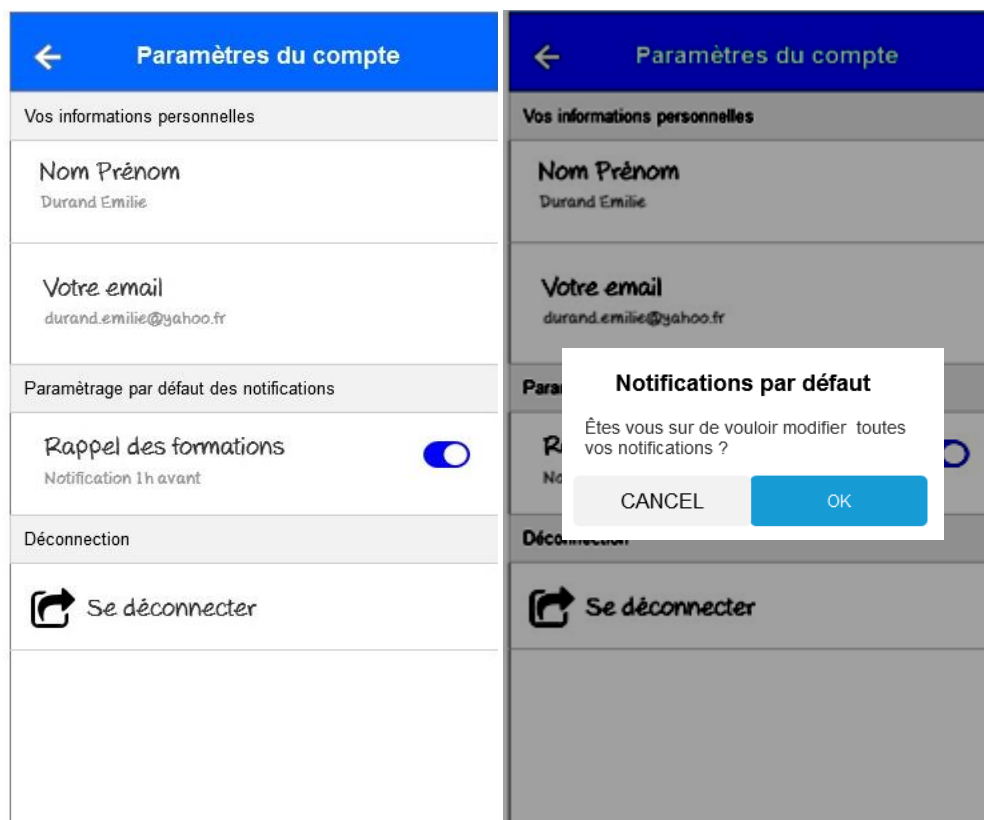 Paramètres du compte
Vos informations personnelles
Nom Prénom
Durand Emilie
Votre email
durand.emilie@yahoo.fr
Paramètrage par défaut des notifications
Rappel des formations
Notification 1h avant
Déconnection
Se déconnecter
Paramètres du compte
Vos informations personnelles
Nom Prénom
Durand Emilie
Votre email
durand.emilie@yahoo.fr
Notifications par défaut
Êtes vous sur de vouloir modifier toutes
vos notifications ?
CANCEL OK
Déconnection
Se déconnecter